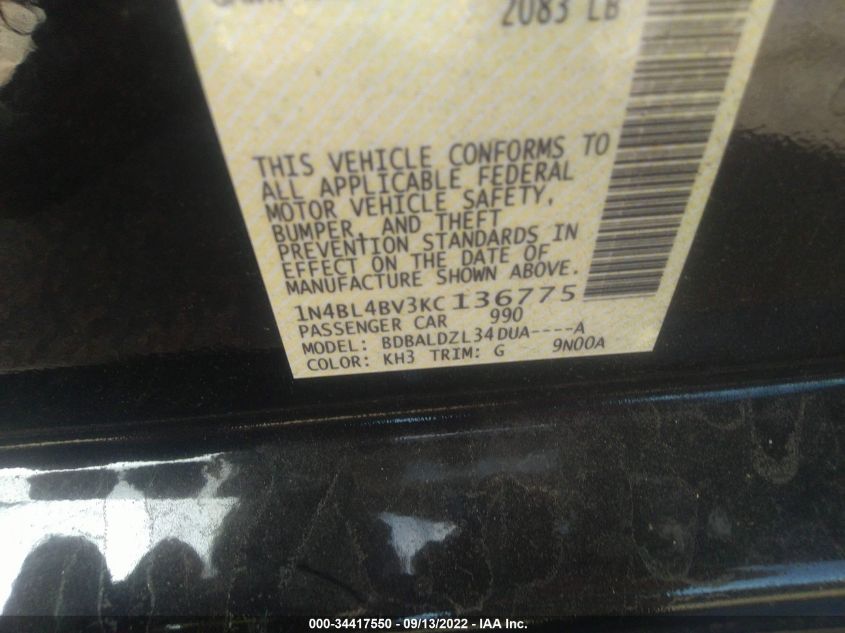 2083 LB
THIS VEHICLE CONFORMS TO
ALL APPLICABLE FEDERAL
MOTOR VEHICLE SAFETY,
BUMPER, AND THEFT
PREVENTION STANDARDS IN
EFFECT ON THE DATE OF
MANUFACTURE SHOWN ABOVE.
1N4BL4BV3KC136775
PASSENGER CAR 990
MODEL: BDBALDZL34DUA----A
COLOR: KH3 TRIM: G 9N00A
000-34417550 - 09/13/2022 - IAA Inc.